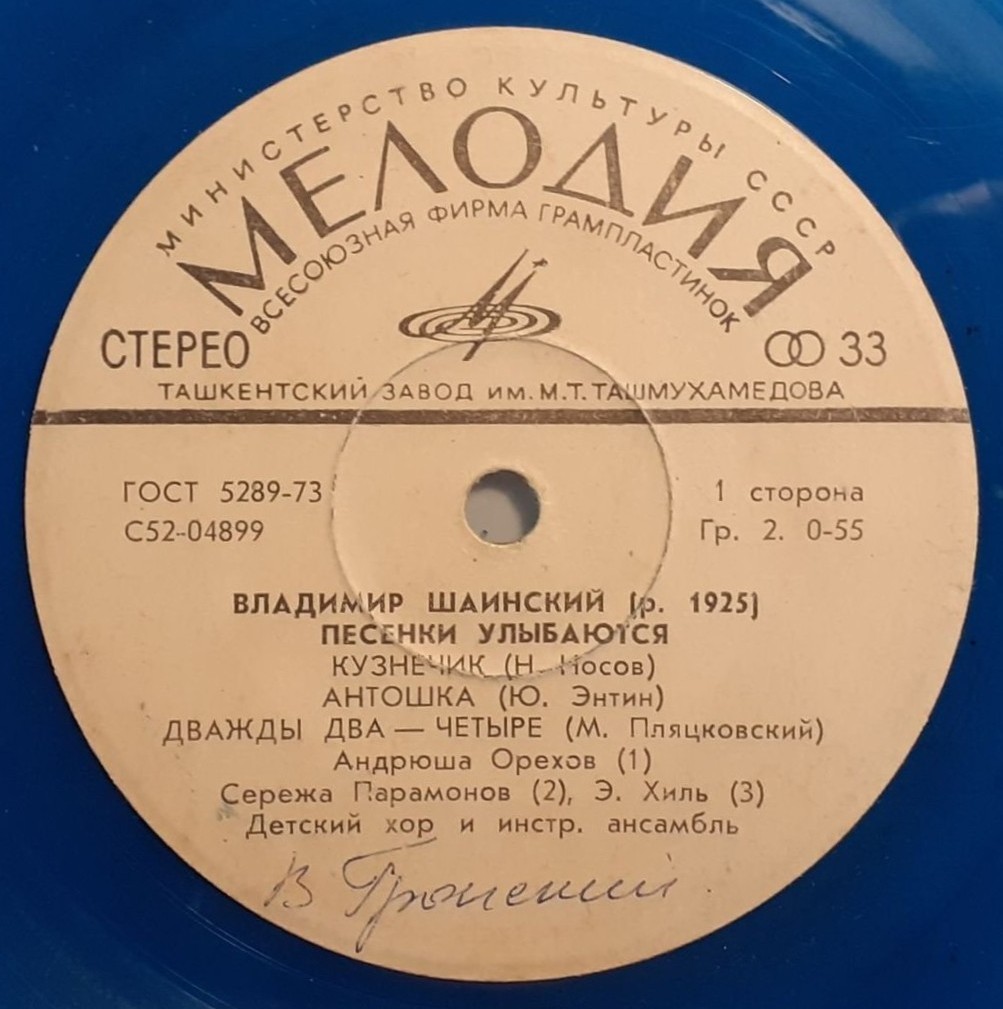 МИНИСТЕРСТВО КУЛЬТУРЫ СССР
МЕЛОДИЯ
ВСЕСОЮЗНАЯ ФИРМА ГРАМПЛАСТИНОК
СТЕРЕО
33
ТАШКЕНТСКИЙ ЗАВОД ИМ. М.Т. ТАШМУХАМЕДОВА
ГОСТ 5289-73
1 сторона
С52-04899
Гр. 2. 0-55
ВЛАДИМИР ШАИНСКИЙ (р. 1925)
ПЕСЕНКИ УЛЫБАЮТСЯ
КУЗНЕЧИК (Н. Носов)
АНТОШКА (Ю. Энтин)
ДВАЖДЫ ДВА — ЧЕТЫРЕ (М. Пляцковский)
Андрюша Орехов (1)
Сережа Парамонов (2), Э. Хиль (3)
Детский хор и инстр. ансамбль
В